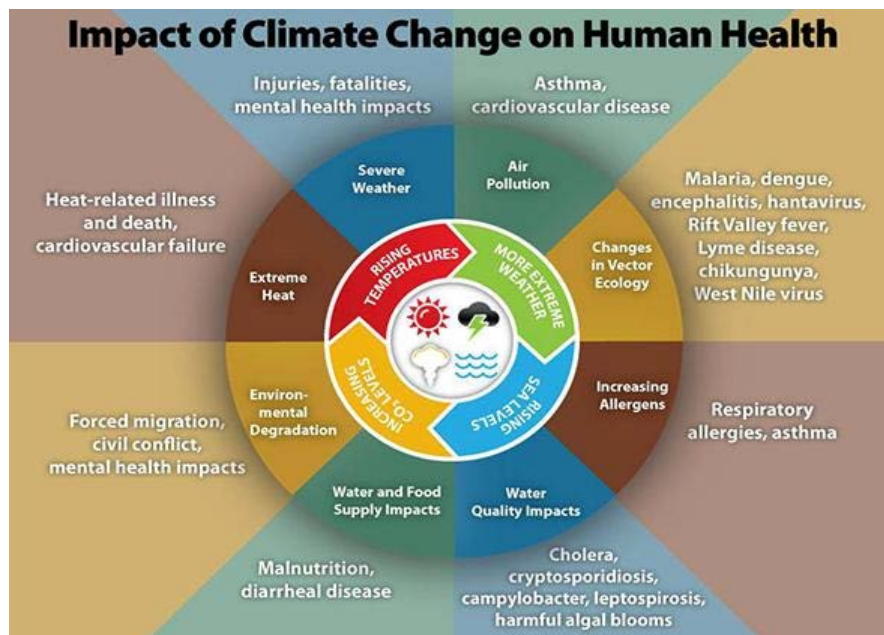 Impact of Climate Change on Human Health
Injuries, fatalities,
mental health impacts
Asthma,
cardiovascular disease
Severe
Weather
Air
Pollution
Heat-related illness
and death,
cardiovascular failure
Extreme
Heat
Malaria, dengue,
encephalitis, hantavirus,
Rift Valley fever,
Lyme disease,
chikungunya,
West Nile virus
Changes
in Vector
Ecology
RISING
TEMPERATURES
MORE EXTREME
WEATHER
RISING
SEA LEVELS
INCREASING
CO₂ LEVELS
Environ-
mental
Degradation
Forced migration,
civil conflict,
mental health impacts
Increasing
Allergens
Respiratory
allergies, asthma
Water and Food
Supply Impacts
Water
Quality Impacts
Malnutrition,
diarrheal disease
Cholera,
cryptosporidiosis,
campylobacter, leptospirosis,
harmful algal blooms